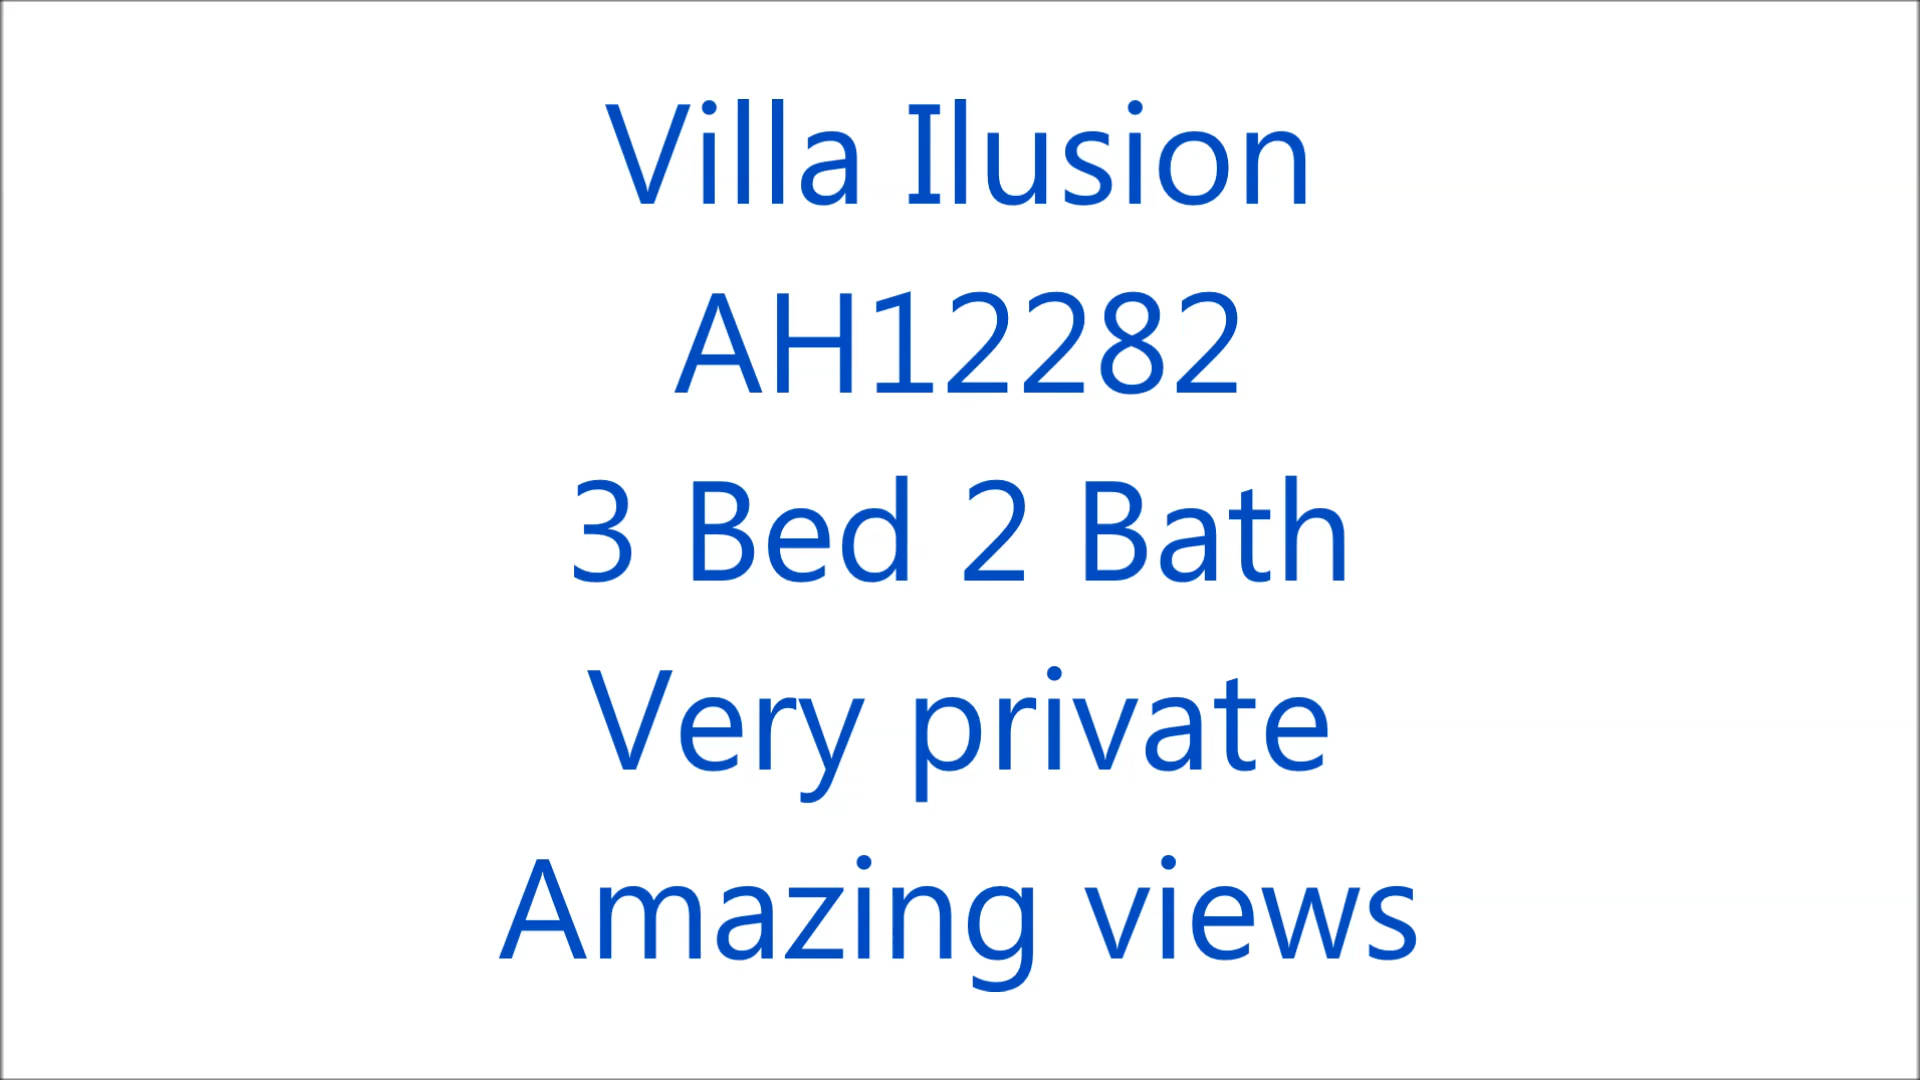 Villa Ilusion
AH12282
3 Bed 2 Bath
Very private
Amazing views